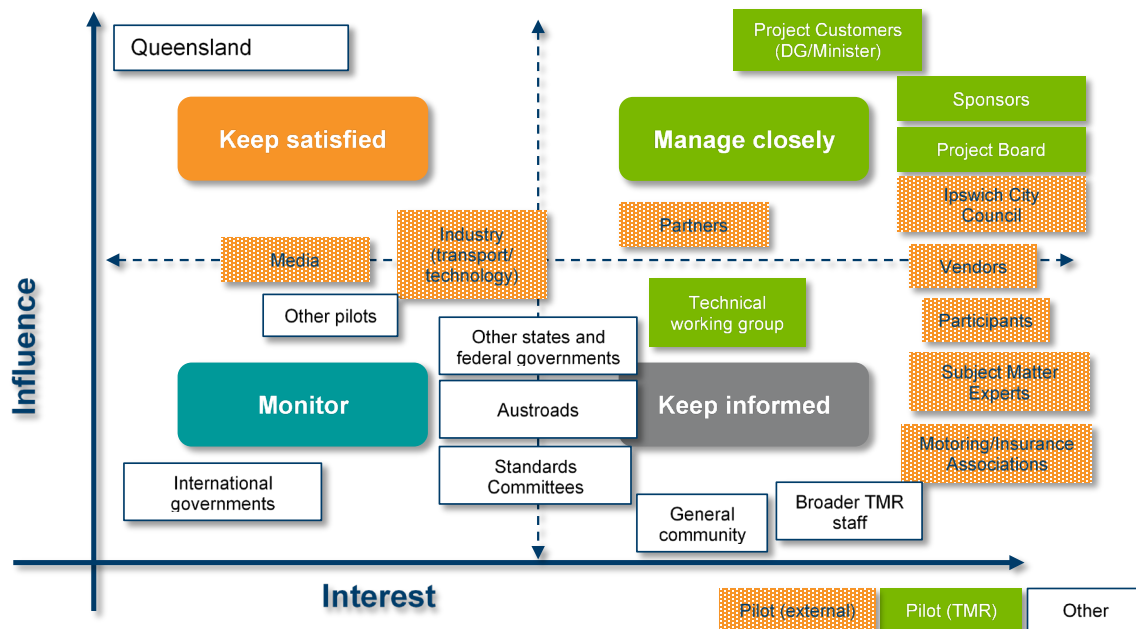 Queensland
Project Customers
(DG/Minister)
Sponsors
Keep satisfied
Manage closely
Project Board
Ipswich City
Council
Partners
Industry
(transport/
technology)
Media
Vendors
Other pilots
Technical
working group
Participants
Other states and
federal governments
Subject Matter
Experts
Monitor
Austroads
Keep informed
Motoring/Insurance
Associations
Standards
Committees
International
governments
General
community
Broader TMR
staff
Influence
Interest
Pilot (external)
Pilot (TMR)
Other